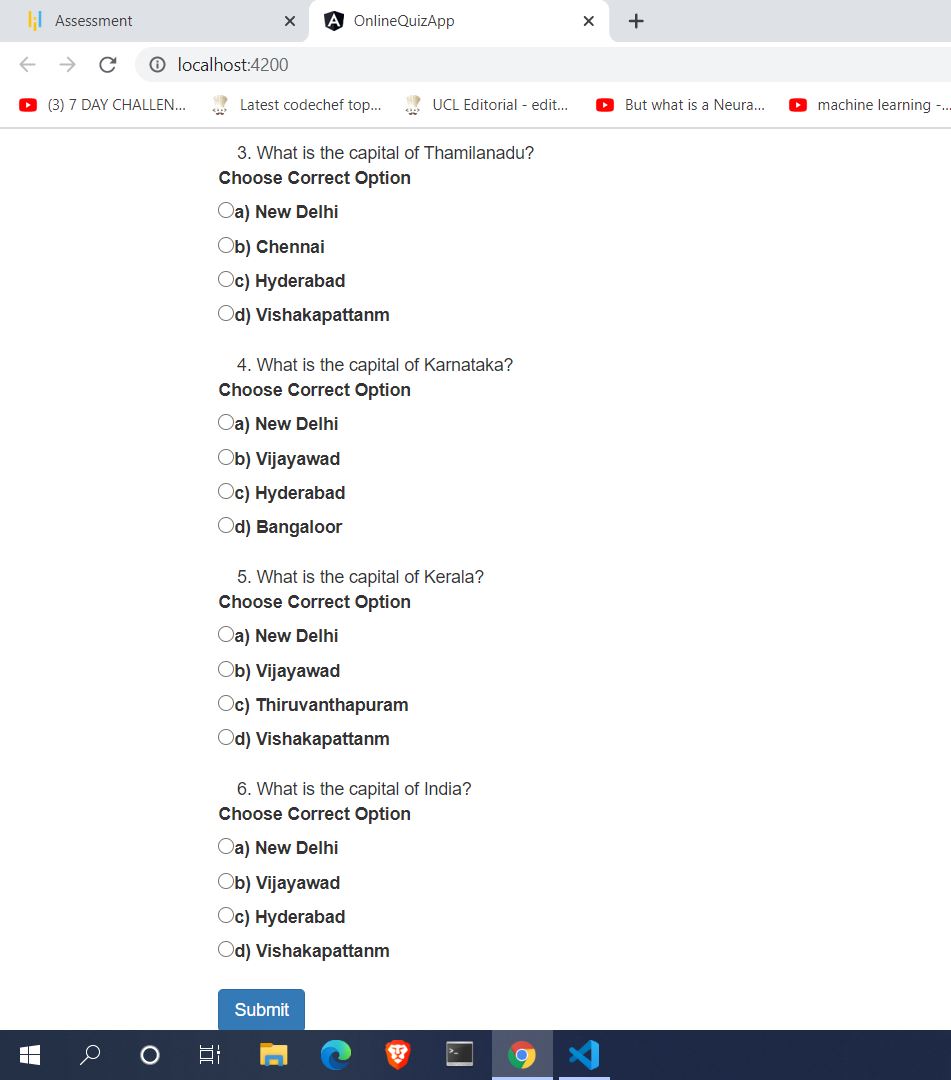 Assessment
OnlineQuizApp
localhost:4200
(3) 7 DAY CHALLEN...
Latest codechef top...
UCL Editorial - edit...
But what is a Neura...
machine learning -...
3. What is the capital of Thamilanadu?
Choose Correct Option
a) New Delhi
b) Chennai
c) Hyderabad
d) Vishakapattanm
4. What is the capital of Karnataka?
Choose Correct Option
a) New Delhi
b) Vijayawad
c) Hyderabad
d) Bangaloor
5. What is the capital of Kerala?
Choose Correct Option
a) New Delhi
b) Vijayawad
c) Thiruvanthapuram
d) Vishakapattanm
6. What is the capital of India?
Choose Correct Option
a) New Delhi
b) Vijayawad
c) Hyderabad
d) Vishakapattanm
Submit